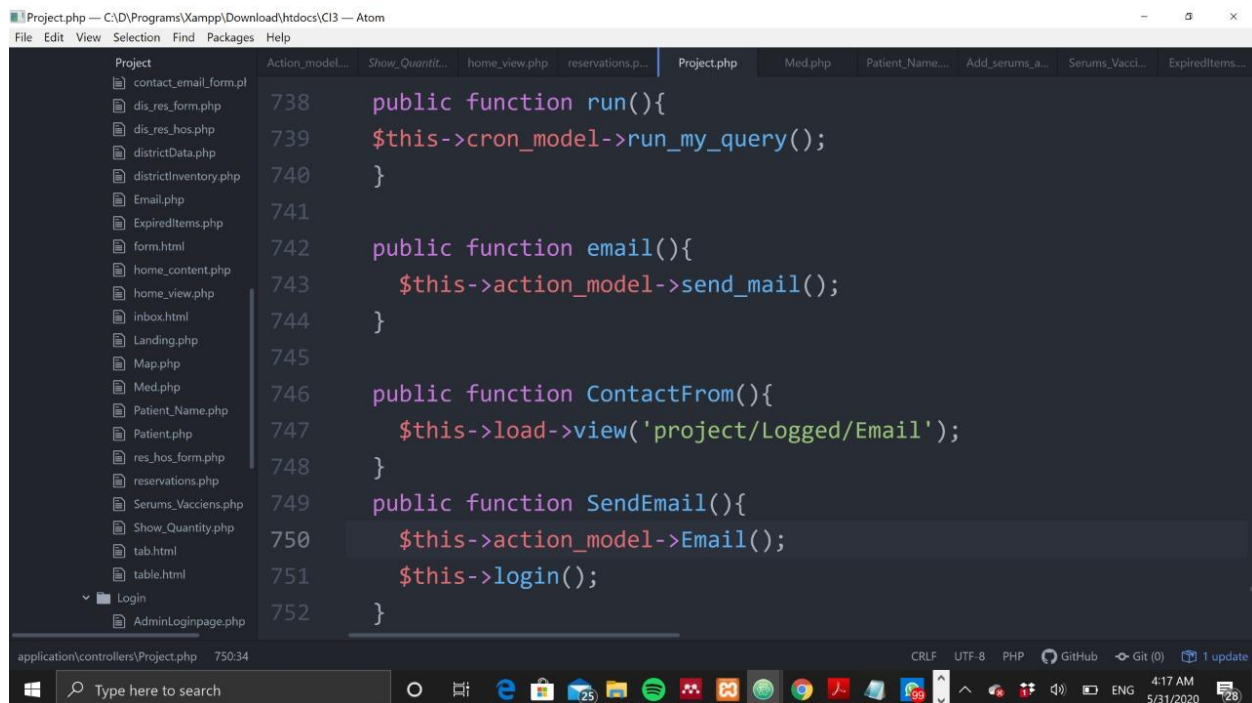 Project.php — C:\D\Programs\Xampp\Download\htdocs\CI3 — Atom
File Edit View Selection Find Packages Help
Project
Action_model.... Show_Quantit... home_view.php reservations.p... Project.php Med.php Patient_Name.... Add_serums_a... Serums_Vacci... ExpiredItems....
contact_email_form.pl
dis_res_form.php
dis_res_hos.php
districtData.php
districtInventory.php
Email.php
ExpiredItems.php
form.html
home_content.php
home_view.php
inbox.html
Landing.php
Map.php
Med.php
Patient_Name.php
Patient.php
res_hos_form.php
reservations.php
Serums_Vacciens.php
Show_Quantity.php
tab.html
table.html
Login
AdminLoginpage.php
738 public function run(){
739 $this->cron_model->run_my_query();
740 }
741
742 public function email(){
743 $this->action_model->send_mail();
744 }
745
746 public function ContactFrom(){
747 $this->load->view('project/Logged/Email');
748 }
749 public function SendEmail(){
750 $this->action_model->Email();
751 $this->login();
752 }
application\controllers\Project.php 750:34
CRLF UTF-8 PHP GitHub Git (0) 1 update
Type here to search
25
99
ENG
4:17 AM
5/31/2020
28